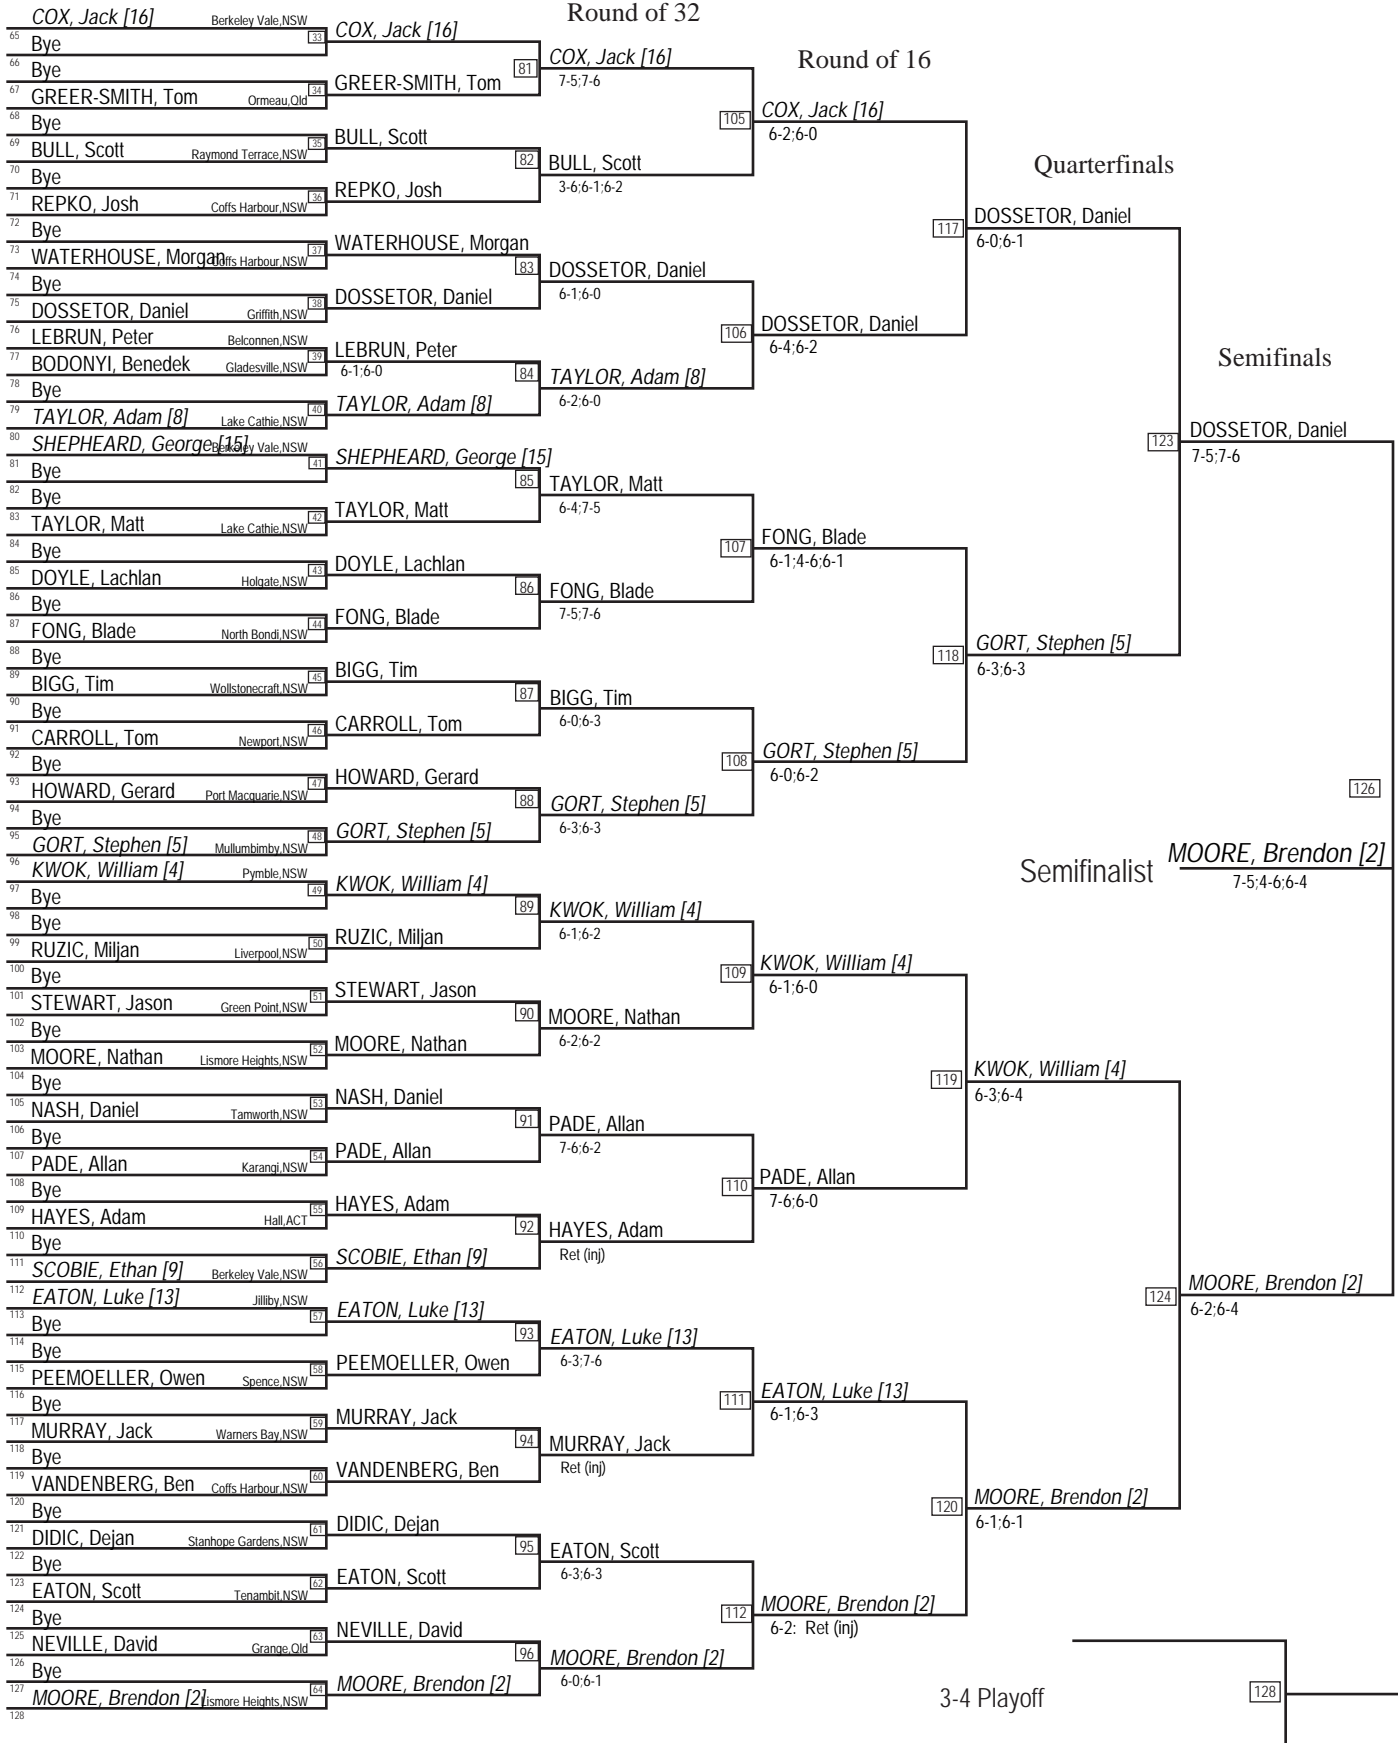 Round of 32
Round of 16
Quarterfinals
Semifinals
COX, Jack [16] Berkeley Vale,NSW
65 Bye
66 Bye
67 GREER-SMITH, Tom Ormeau,Qld
68 Bye
69 BULL, Scott Raymond Terrace,NSW
70 Bye
71 REPKO, Josh Coffs Harbour,NSW
72 Bye
73 WATERHOUSE, Morgan Coffs Harbour,NSW
74 Bye
75 DOSSETOR, Daniel Griffith,NSW
76 LEBRUN, Peter Belconnen,NSW
77 BODONYI, Benedek Gladesville,NSW
78 Bye
79 TAYLOR, Adam [8] Lake Cathie,NSW
80 SHEPHEARD, George [15] Berkeley Vale,NSW
81 Bye
82 Bye
83 TAYLOR, Matt Lake Cathie,NSW
84 Bye
85 DOYLE, Lachlan Holgate,NSW
86 Bye
87 FONG, Blade North Bondi,NSW
88 Bye
89 BIGG, Tim Wollstonecraft,NSW
90 Bye
91 CARROLL, Tom Newport,NSW
92 Bye
93 HOWARD, Gerard Port Macquarie,NSW
94 Bye
95 GORT, Stephen [5] Mullumbimby,NSW
96 KWOK, William [4] Pymble,NSW
97 Bye
98 Bye
99 RUZIC, Miljan Liverpool,NSW
100 Bye
101 STEWART, Jason Green Point,NSW
102 Bye
103 MOORE, Nathan Lismore Heights,NSW
104 Bye
105 NASH, Daniel Tamworth,NSW
106 Bye
107 PADE, Allan Karangi,NSW
108 Bye
109 HAYES, Adam Hall,ACT
110 Bye
111 SCOBIE, Ethan [9] Berkeley Vale,NSW
112 EATON, Luke [13] Jilliby,NSW
113 Bye
114 Bye
115 PEEMOELLER, Owen Spence,NSW
116 Bye
117 MURRAY, Jack Warners Bay,NSW
118 Bye
119 VANDENBERG, Ben Coffs Harbour,NSW
120 Bye
121 DIDIC, Dejan Stanhope Gardens,NSW
122 Bye
123 EATON, Scott Tenambit,NSW
124 Bye
125 NEVILLE, David Grange,Qld
126 Bye
127 MOORE, Brendon [2] Lismore Heights,NSW
128
33 COX, Jack [16]
34 GREER-SMITH, Tom
35 BULL, Scott
36 REPKO, Josh
37 WATERHOUSE, Morgan
38 DOSSETOR, Daniel
39 LEBRUN, Peter
6-1;6-0
40 TAYLOR, Adam [8]
41 SHEPHEARD, George [15]
42 TAYLOR, Matt
43 DOYLE, Lachlan
44 FONG, Blade
45 BIGG, Tim
46 CARROLL, Tom
47 HOWARD, Gerard
48 GORT, Stephen [5]
49 KWOK, William [4]
50 RUZIC, Miljan
51 STEWART, Jason
52 MOORE, Nathan
53 NASH, Daniel
54 PADE, Allan
55 HAYES, Adam
56 SCOBIE, Ethan [9]
57 EATON, Luke [13]
58 PEEMOELLER, Owen
59 MURRAY, Jack
60 VANDENBERG, Ben
61 DIDIC, Dejan
62 EATON, Scott
63 NEVILLE, David
64 MOORE, Brendon [2]
81 COX, Jack [16]
7-5;7-6
82 BULL, Scott
3-6;6-1;6-2
83 DOSSETOR, Daniel
6-1;6-0
84 TAYLOR, Adam [8]
6-2;6-0
85 TAYLOR, Matt
6-4;7-5
86 FONG, Blade
7-5;7-6
87 BIGG, Tim
6-0;6-3
88 GORT, Stephen [5]
6-3;6-3
89 KWOK, William [4]
6-1;6-2
90 MOORE, Nathan
6-2;6-2
91 PADE, Allan
7-6;6-2
92 HAYES, Adam
Ret (inj)
93 EATON, Luke [13]
6-3;7-6
94 MURRAY, Jack
Ret (inj)
95 EATON, Scott
6-3;6-3
96 MOORE, Brendon [2]
6-0;6-1
105 COX, Jack [16]
6-2;6-0
106 DOSSETOR, Daniel
6-4;6-2
107 FONG, Blade
6-1;4-6;6-1
108 GORT, Stephen [5]
6-0;6-2
109 KWOK, William [4]
6-1;6-0
110 PADE, Allan
7-6;6-0
111 EATON, Luke [13]
6-1;6-3
112 MOORE, Brendon [2]
6-2: Ret (inj)
117 DOSSETOR, Daniel
6-0;6-1
118 GORT, Stephen [5]
6-3;6-3
119 KWOK, William [4]
6-3;6-4
120 MOORE, Brendon [2]
6-1;6-1
123 DOSSETOR, Daniel
7-5;7-6
124 MOORE, Brendon [2]
6-2;6-4
126
Semifinalist MOORE, Brendon [2]
7-5;4-6;6-4
3-4 Playoff 128